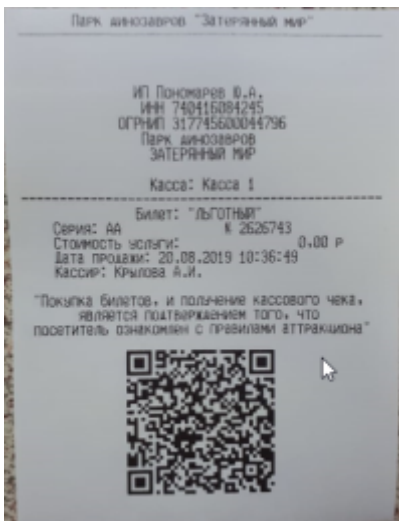 Парк динозавров "Затерянный мир"
ИП Пономарев Ю.А.
ИНН 740416084245
ОГРНИП 317745600044796
Парк динозавров
ЗАТЕРЯННЫЙ МИР
Касса: Касса 1
Билет: "ЛЬГОТНЫЙ"
Серия: АА № 2626743
Стоимость услуги: 0.00 Р
Дата продажи: 20.08.2019 10:36:49
Кассир: Крылова А.И.
"Покупка билетов, и получение кассового чека,
является подтверждением того, что
посетитель ознакомлен с правилами аттракциона"